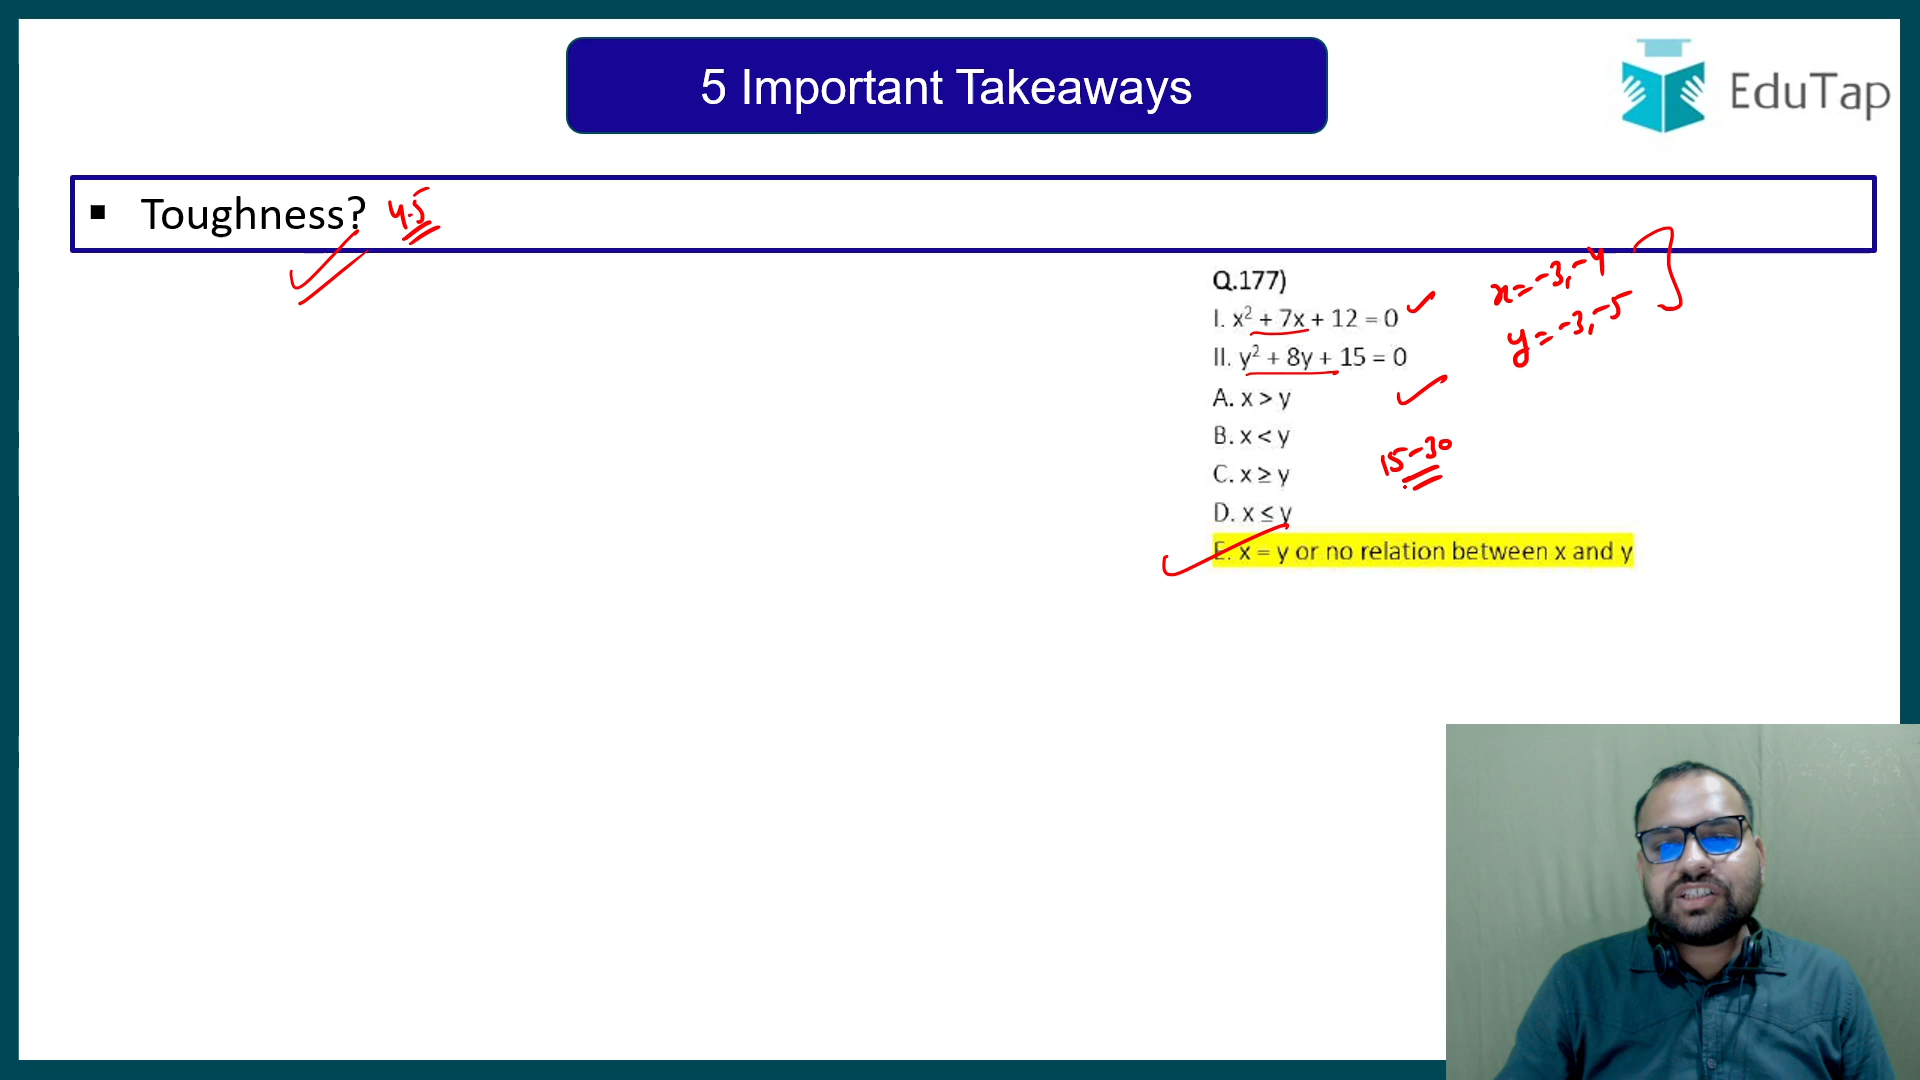 5 Important Takeaways
EduTap
▪ Toughness? 4.5
Q.177)
I. x² + 7x + 12 = 0
II. y² + 8y + 15 = 0
A. x > y
B. x < y
C. x ≥ y
D. x ≤ y
E. x = y or no relation between x and y
x = -3, -4
y = -3, -5
15-30